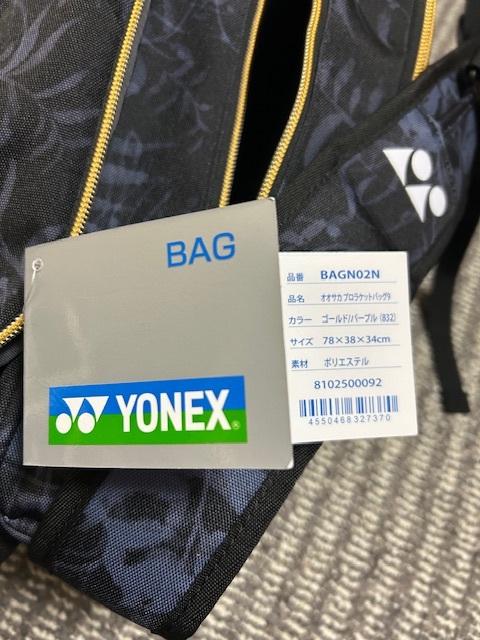 BAG
YONEX®
品番 BAGN02N
品名 オオサカ プロラケットバッグ9
カラー ゴールド/パープル (832)
サイズ 78×38×34cm
素材 ポリエステル
8102500092
4550468327370